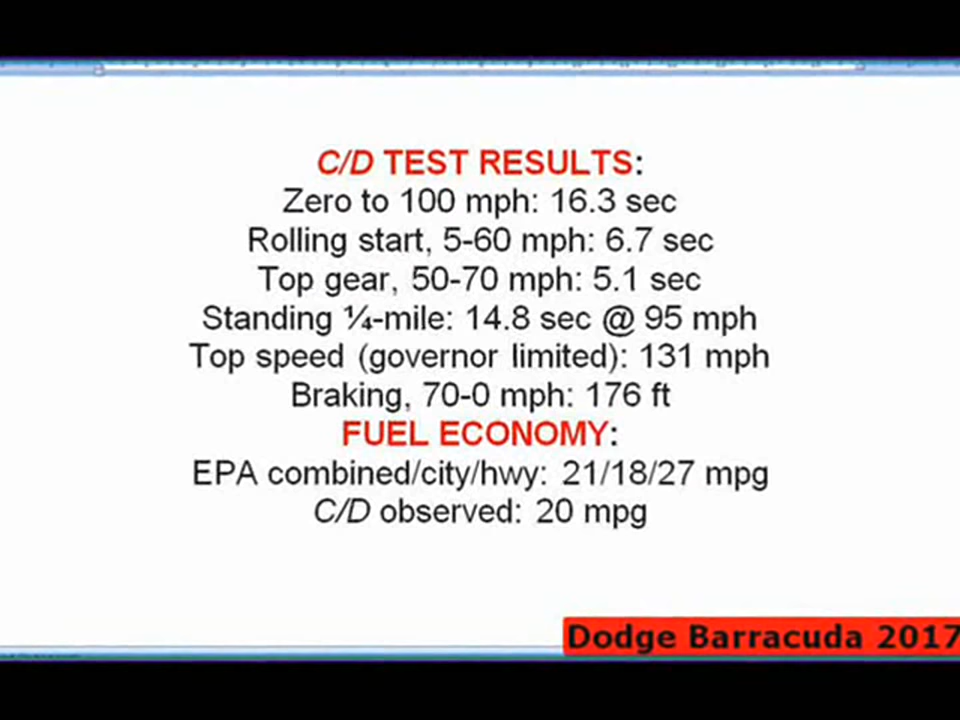 C/D TEST RESULTS:
Zero to 100 mph: 16.3 sec
Rolling start, 5-60 mph: 6.7 sec
Top gear, 50-70 mph: 5.1 sec
Standing ¼-mile: 14.8 sec @ 95 mph
Top speed (governor limited): 131 mph
Braking, 70-0 mph: 176 ft
FUEL ECONOMY:
EPA combined/city/hwy: 21/18/27 mpg
C/D observed: 20 mpg
Dodge Barracuda 2017